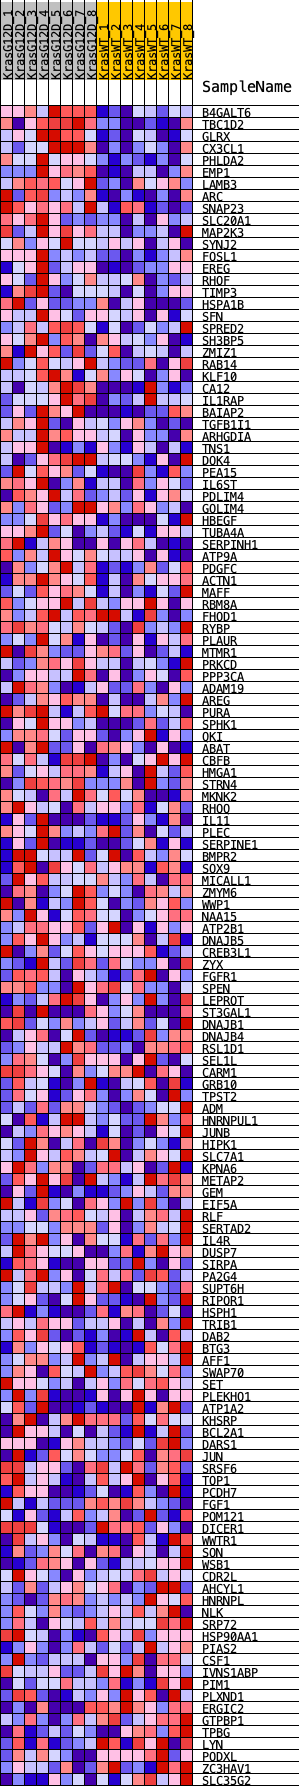 KrasG12D_1
KrasG12D_2
KrasG12D_3
KrasG12D_4
KrasG12D_5
KrasG12D_6
KrasG12D_7
KrasG12D_8
KrasWT_1
KrasWT_2
KrasWT_3
KrasWT_4
KrasWT_5
KrasWT_6
KrasWT_7
KrasWT_8
SampleName
B4GALT6
TBC1D2
GLRX
CX3CL1
PHLDA2
EMP1
LAMB3
ARC
SNAP23
SLC20A1
MAP2K3
SYNJ2
FOSL1
EREG
RHOF
TIMP3
HSPA1B
SFN
SPRED2
SH3BP5
ZMIZ1
RAB14
KLF10
CA12
IL1RAP
BAIAP2
TGFB1I1
ARHGDIA
TNS1
DOK4
PEA15
IL6ST
PDLIM4
GOLIM4
HBEGF
TUBA4A
SERPINH1
ATP9A
PDGFC
ACTN1
MAFF
RBM8A
FHOD1
RYBP
PLAUR
MTMR1
PRKCD
PPP3CA
ADAM19
AREG
PURA
SPHK1
QKI
ABAT
CBFB
HMGA1
STRN4
MKNK2
RHOQ
IL11
PLEC
SERPINE1
BMPR2
SOX9
MICALL1
ZMYM6
WWP1
NAA15
ATP2B1
DNAJB5
CREB3L1
ZYX
FGFR1
SPEN
LEPROT
ST3GAL1
DNAJB1
DNAJB4
RSL1D1
SEL1L
CARM1
GRB10
TPST2
ADM
HNRNPUL1
JUNB
HIPK1
SLC7A1
KPNA6
METAP2
GEM
EIF5A
RLF
SERTAD2
IL4R
DUSP7
SIRPA
PA2G4
SUPT6H
RIPOR1
HSPH1
TRIB1
DAB2
BTG3
AFF1
SWAP70
SET
PLEKHO1
ATP1A2
KHSRP
BCL2A1
DARS1
JUN
SRSF6
TOP1
PCDH7
FGF1
POM121
DICER1
WWTR1
SON
WSB1
CDR2L
AHCYL1
HNRNPL
NLK
SRP72
HSP90AA1
PIAS2
CSF1
IVNS1ABP
PIM1
PLXND1
ERGIC2
GTPBP1
TPBG
LYN
PODXL
ZC3HAV1
SLC35G2